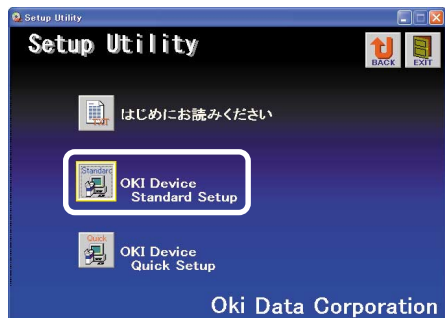 Setup Utility
Setup Utility
BACK
EXIT
TXT
はじめにお読みください
Standard
OKI Device
Standard Setup
Quick
OKI Device
Quick Setup
Oki Data Corporation